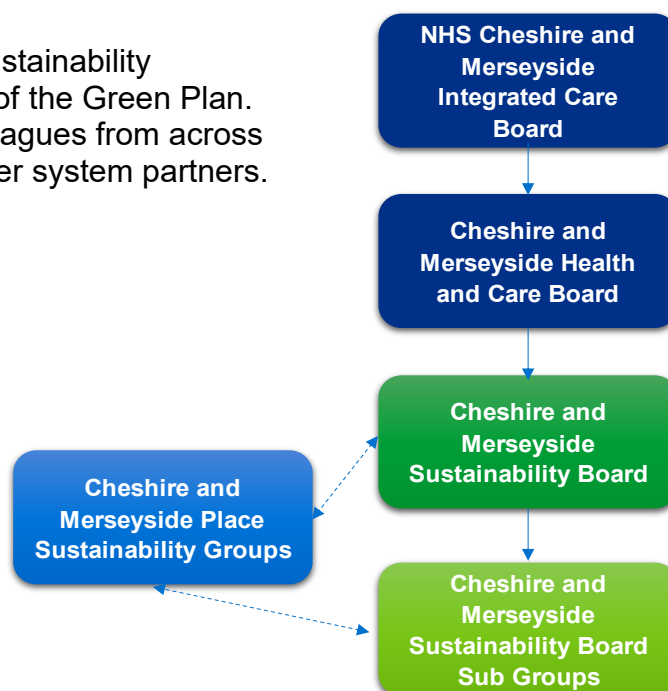 NHS Cheshire and
Merseyside
Integrated Care
Board
stainability
of the Green Plan.
agues from across
er system partners.
Cheshire and
Merseyside Health
and Care Board
Cheshire and
Merseyside
Sustainability Board
Cheshire and
Merseyside Place
Sustainability Groups
Cheshire and
Merseyside
Sustainability Board
Sub Groups